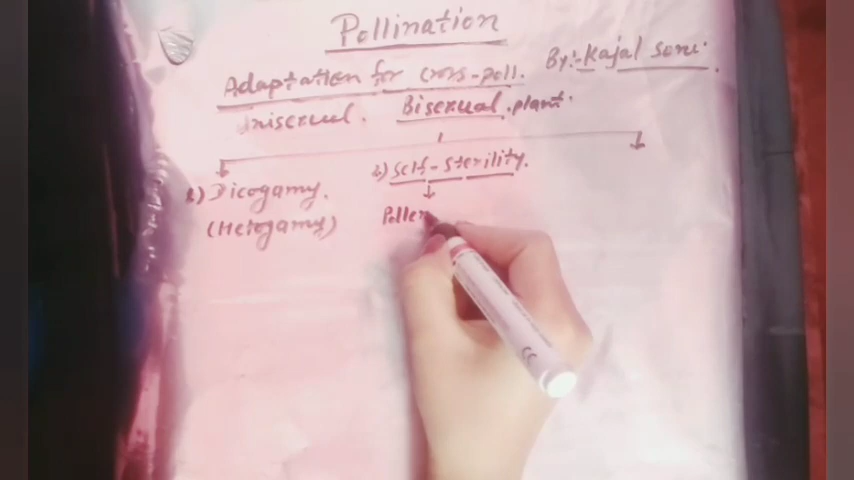 Pollination
Adaptation for cross-poll. By:- Kajal Soni.
Unisexual. Bisexual. plant.
1) Dicogamy. 2) Self-Sterility.
(Hetogamy) Pollen